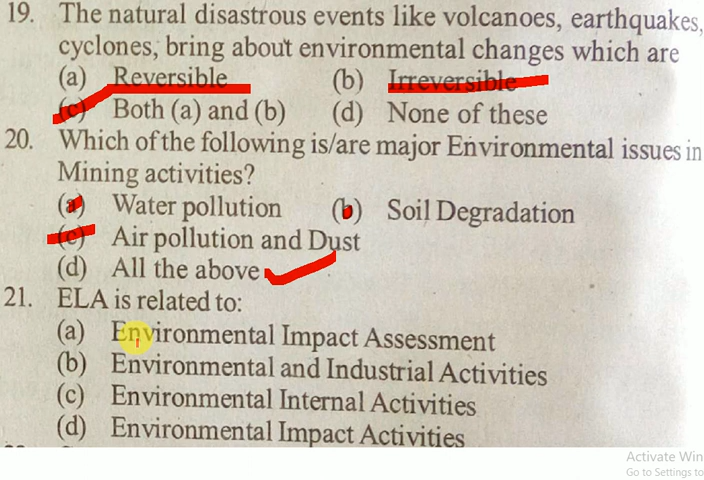 19. The natural disastrous events like volcanoes, earthquakes,
cyclones, bring about environmental changes which are
(a) Reversible (b) Irreversible
(c) Both (a) and (b) (d) None of these
20. Which of the following is/are major Environmental issues in
Mining activities?
(a) Water pollution (b) Soil Degradation
(c) Air pollution and Dust
(d) All the above
21. ELA is related to:
(a) Environmental Impact Assessment
(b) Environmental and Industrial Activities
(c) Environmental Internal Activities
(d) Environmental Impact Activities
Activate Win
Go to Settings to